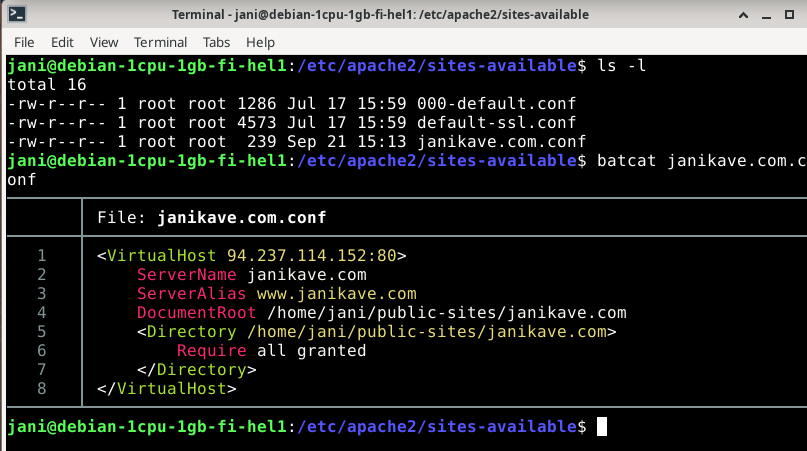 Terminal - jani@debian-1cpu-1gb-fi-hel1: /etc/apache2/sites-available
File Edit View Terminal Tabs Help
jani@debian-1cpu-1gb-fi-hel1:/etc/apache2/sites-available$ ls -l
total 16
-rw-r--r-- 1 root root 1286 Jul 17 15:59 000-default.conf
-rw-r--r-- 1 root root 4573 Jul 17 15:59 default-ssl.conf
-rw-r--r-- 1 root root  239 Sep 21 15:13 janikave.com.conf
jani@debian-1cpu-1gb-fi-hel1:/etc/apache2/sites-available$ batcat janikave.com.c
onf
File: janikave.com.conf
1 <VirtualHost 94.237.114.152:80>
2     ServerName janikave.com
3     ServerAlias www.janikave.com
4     DocumentRoot /home/jani/public-sites/janikave.com
5     <Directory /home/jani/public-sites/janikave.com>
6         Require all granted
7     </Directory>
8 </VirtualHost>
jani@debian-1cpu-1gb-fi-hel1:/etc/apache2/sites-available$